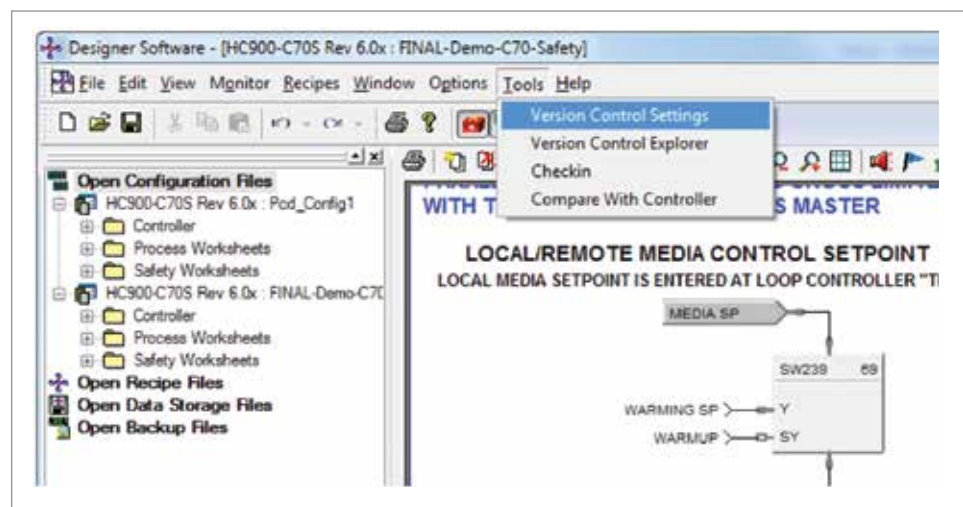 Designer Software - [HC900-C70S Rev 6.0x : FINAL-Demo-C70-Safety]
File Edit View Monitor Recipes Window Options Tools Help
Version Control Settings
Version Control Explorer
Checkin
Compare With Controller
Open Configuration Files
HC900-C70S Rev 6.0x : Pod_Config1
Controller
Process Worksheets
Safety Worksheets
HC900-C70S Rev 6.0x : FINAL-Demo-C70
Controller
Process Worksheets
Safety Worksheets
Open Recipe Files
Open Data Storage Files
Open Backup Files
WITH T S MASTER
LOCAL/REMOTE MEDIA CONTROL SETPOINT
LOCAL MEDIA SETPOINT IS ENTERED AT LOOP CONTROLLER "T
MEDIA SP
SW239 69
WARMING SP Y
WARMUP SY